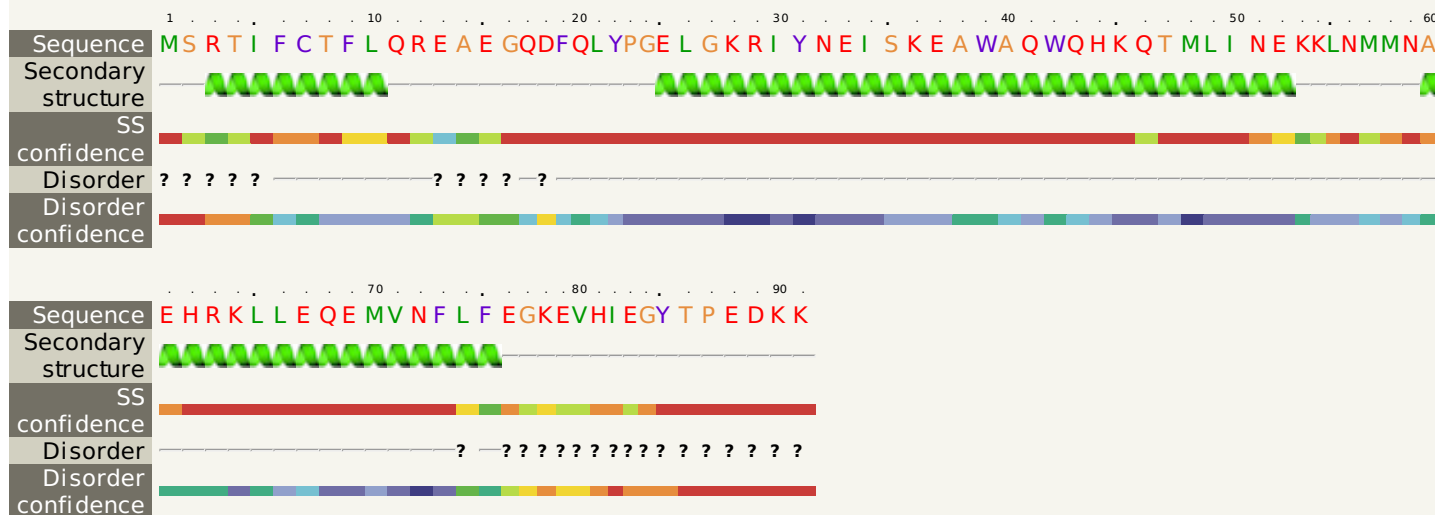 1 10 20 30 40 50 60
Sequence M S R T I F C T F L Q R E A E G Q D F Q L Y P G E L G K R I Y N E I S K E A W A Q W Q H K Q T M L I N E K K L N M M N A
Secondary
structure
SS
confidence
Disorder ? ? ? ? ? ? ? ? ? ?
Disorder
confidence
70 80 90
Sequence E H R K L L E Q E M V N F L F E G K E V H I E G Y T P E D K K
Secondary
structure
SS
confidence
Disorder ? ? ? ? ? ? ? ? ? ? ? ? ? ? ? ? ?
Disorder
confidence